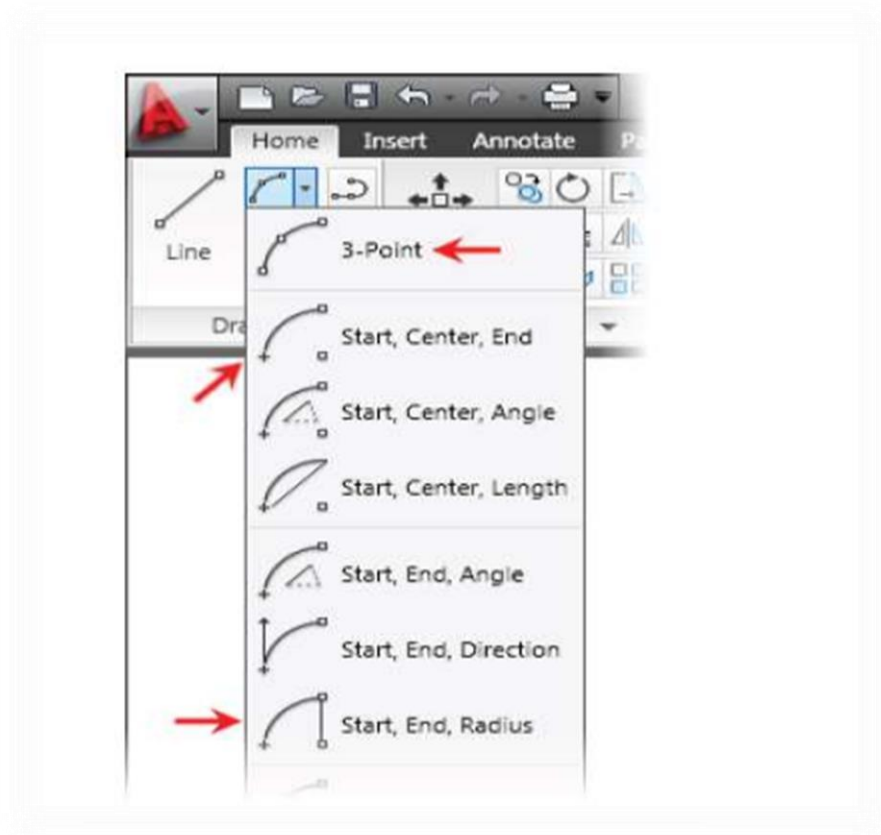 Home Insert Annotate
Line
3-Point
Start, Center, End
Start, Center, Angle
Start, Center, Length
Start, End, Angle
Start, End, Direction
Start, End, Radius